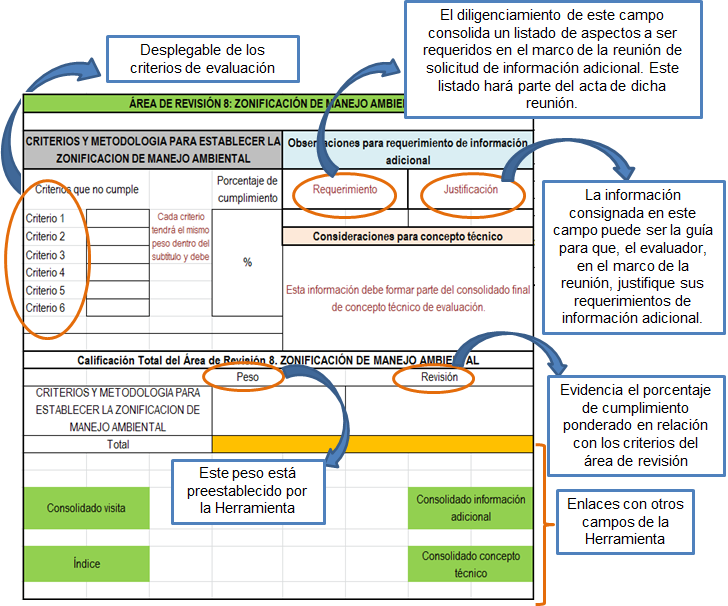 Desplegable de los
criterios de evaluación
El diligenciamiento de este campo
consolida un listado de aspectos a ser
requeridos en el marco de la reunión de
solicitud de información adicional. Este
listado hará parte del acta de dicha
reunión.
ÁREA DE REVISIÓN 8: ZONIFICACIÓN DE MANEJO AMBIE
CRITERIOS Y METODOLOGIA PARA ESTABLECER LA
ZONIFICACION DE MANEJO AMBIENTAL
Observaciones para requerimiento de información
adicional
Criterios que no cumple
Porcentaje de
cumplimiento
Requerimiento
Justificación
Criterio 1
Criterio 2
Criterio 3
Criterio 4
Criterio 5
Criterio 6
Cada criterio
tendrá el mismo
peso dentro del
subtitulo y debe
%
Consideraciones para concepto técnico
Esta información debe formar parte del consolidado final
de concepto técnico de evaluación.
La información
consignada en este
campo puede ser la guía
para que, el evaluador,
en el marco de la
reunión, justifique sus
requerimientos de
información adicional.
Calificación Total del Área de Revisión 8. ZONIFICACIÓN DE MANEJO AMBIENTAL
Peso
Revisión
CRITERIOS Y METODOLOGIA PARA
ESTABLECER LA ZONIFICACION DE
MANEJO AMBIENTAL
Total
Evidencia el porcentaje
de cumplimiento
ponderado en relación
con los criterios del
área de revisión
Este peso está
preestablecido por
la Herramienta
Consolidado visita
Consolidado información
adicional
Índice
Consolidado concepto
técnico
Enlaces con otros
campos de la
Herramienta